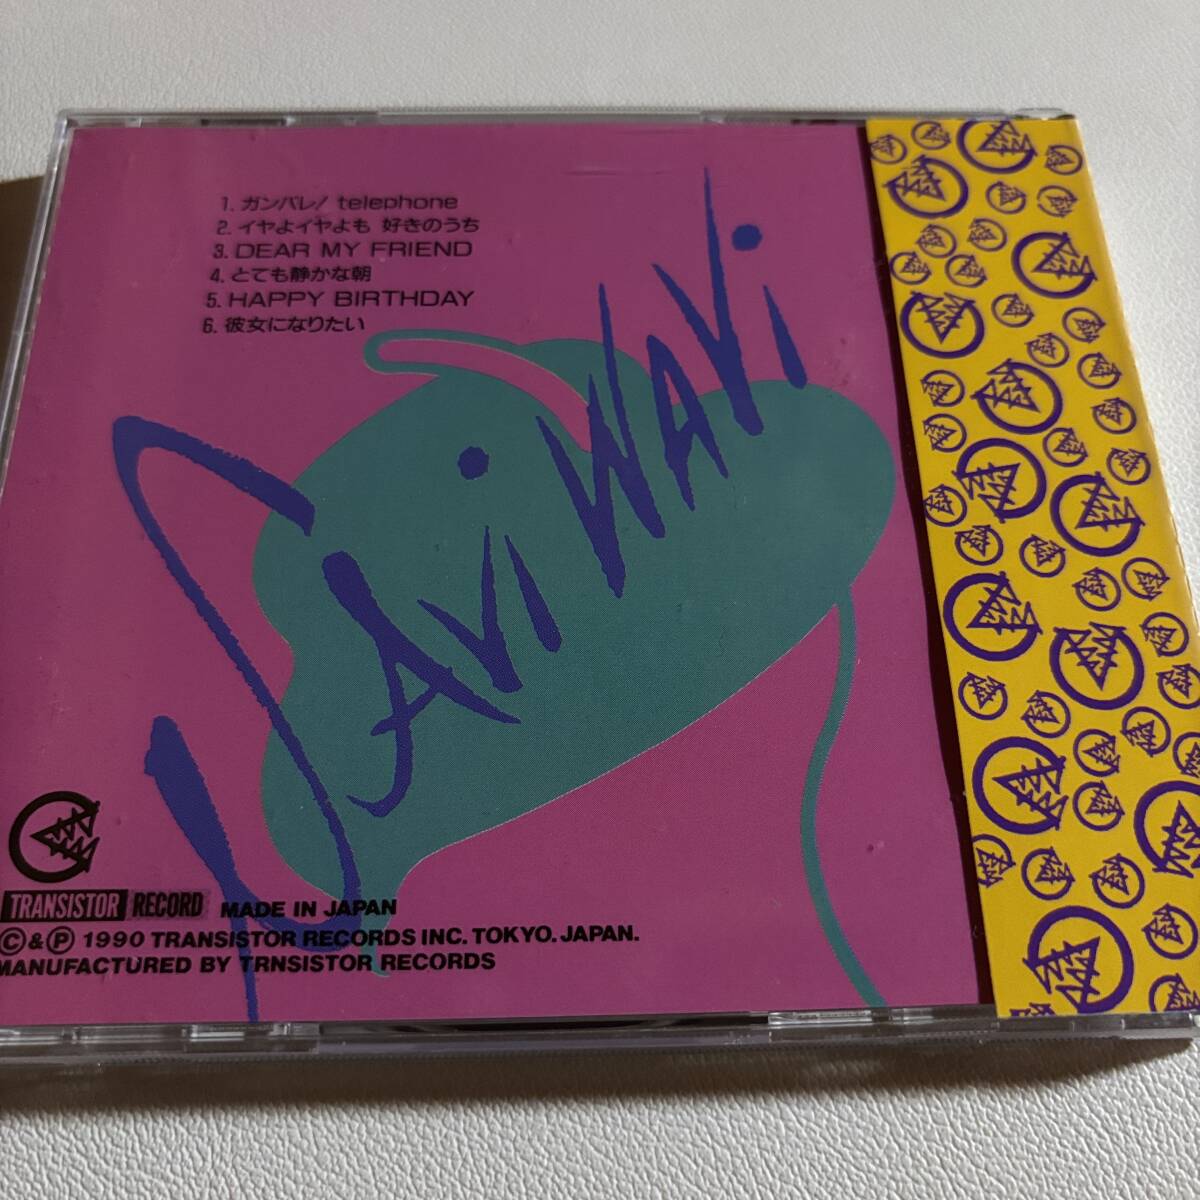 1. ガンバレ! telephone
2. イヤよイヤよも 好きのうち
3. DEAR MY FRIEND
4. とても静かな朝
5. HAPPY BIRTHDAY
6. 彼女になりたい
SAVi WAVi
TRANSISTOR RECORD MADE IN JAPAN
©&℗ 1990 TRANSISTOR RECORDS INC. TOKYO. JAPAN.
MANUFACTURED BY TRNSISTOR RECORDS